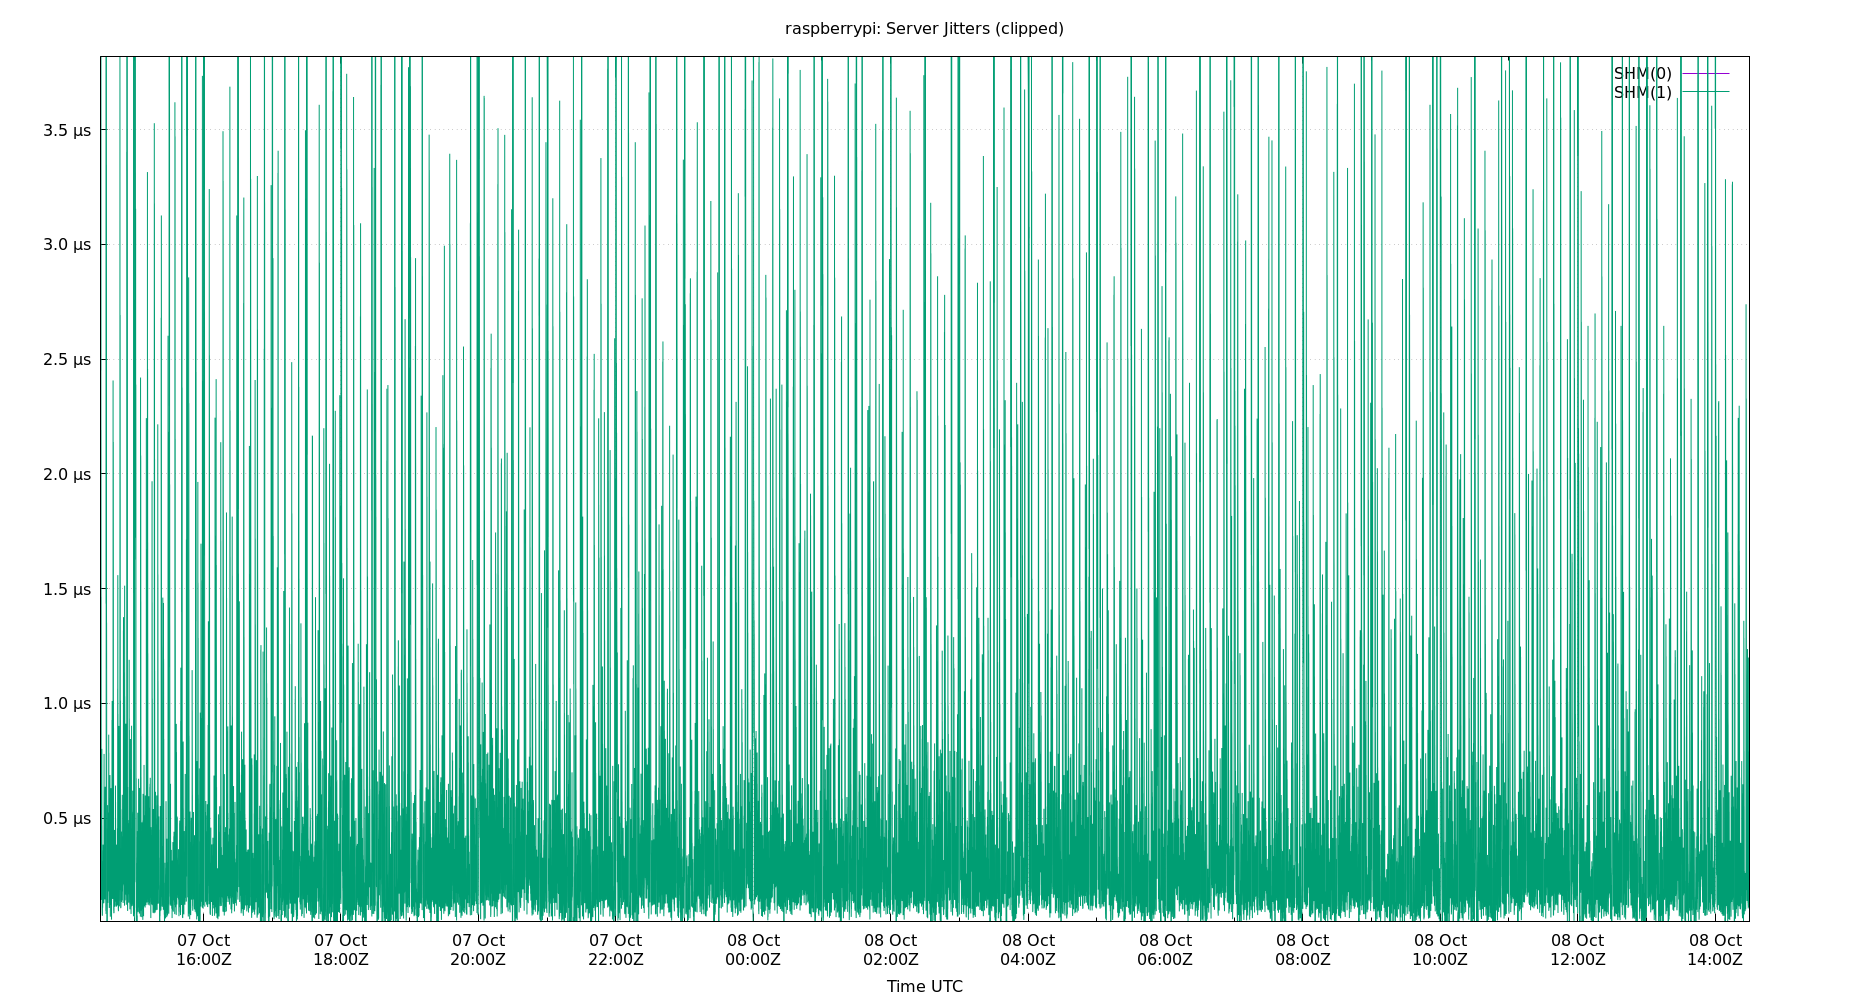 raspberrypi: Server Jitters (clipped)
SHM(0)
SHM(1)
3.5 µs
3.0 µs
2.5 µs
2.0 µs
1.5 µs
1.0 µs
0.5 µs
07 Oct 07 Oct 07 Oct 07 Oct 08 Oct 08 Oct 08 Oct 08 Oct 08 Oct 08 Oct 08 Oct 08 Oct
16:00Z 18:00Z 20:00Z 22:00Z 00:00Z 02:00Z 04:00Z 06:00Z 08:00Z 10:00Z 12:00Z 14:00Z
Time UTC